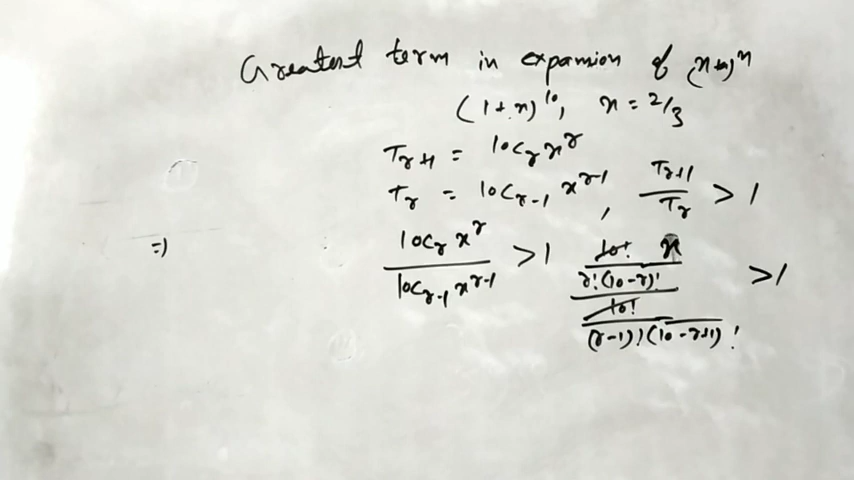 Greatest term in expansion of (x+a)^n
(1+x)^10, x = 2/3
T_{r+1} = 10C_r x^r
T_r = 10C_{r-1} x^{r-1}, T_{r+1}/T_r > 1
=) 10C_r x^r / 10C_{r-1} x^{r-1} > 1 10! x / r!(10-r)! / 10! / (r-1)!(10-r+1)! > 1